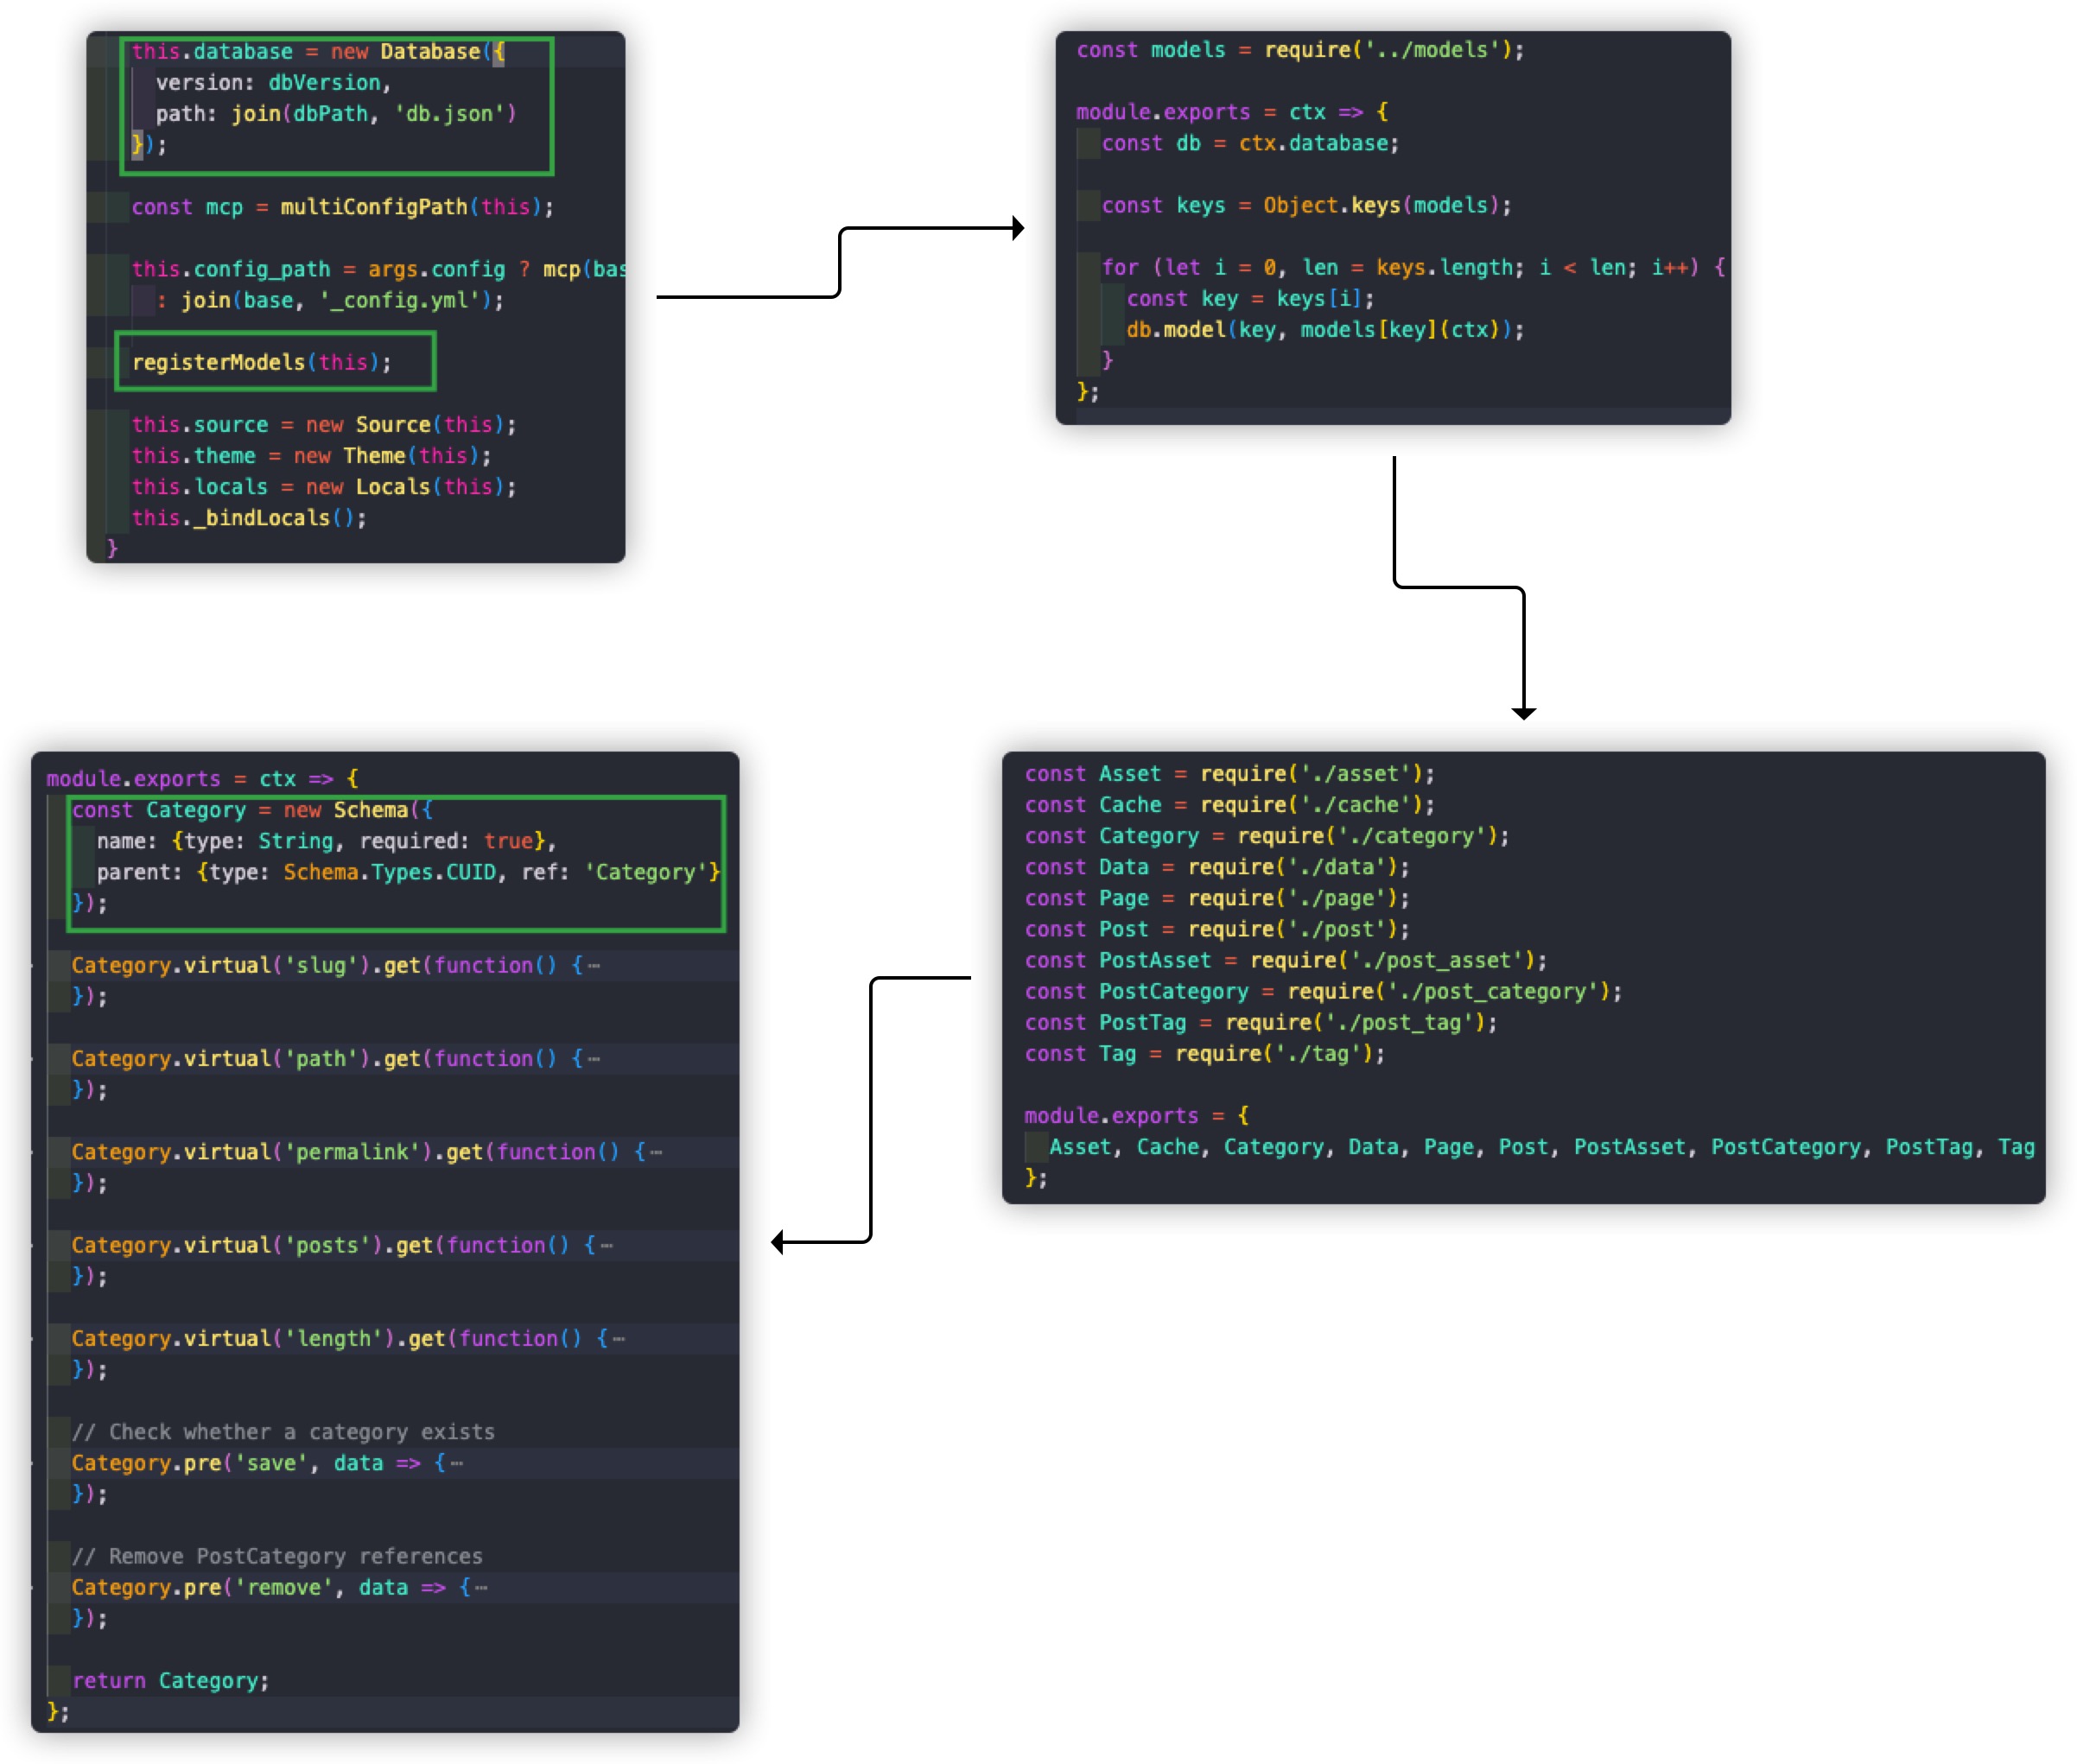 this.database = new Database({
version: dbVersion,
path: join(dbPath, 'db.json')
});
const mcp = multiConfigPath(this);
this.config_path = args.config ? mcp(bas
: join(base, '_config.yml');
registerModels(this);
this.source = new Source(this);
this.theme = new Theme(this);
this.locals = new Locals(this);
this._bindLocals();
}
const models = require('../models');
module.exports = ctx => {
const db = ctx.database;
const keys = Object.keys(models);
for (let i = 0, len = keys.length; i < len; i++) {
const key = keys[i];
db.model(key, models[key](ctx));
}
};
const Asset = require('./asset');
const Cache = require('./cache');
const Category = require('./category');
const Data = require('./data');
const Page = require('./page');
const Post = require('./post');
const PostAsset = require('./post_asset');
const PostCategory = require('./post_category');
const PostTag = require('./post_tag');
const Tag = require('./tag');
module.exports = {
Asset, Cache, Category, Data, Page, Post, PostAsset, PostCategory, PostTag, Tag
};
module.exports = ctx => {
const Category = new Schema({
name: {type: String, required: true},
parent: {type: Schema.Types.CUID, ref: 'Category'}
});
Category.virtual('slug').get(function() {⋯
});
Category.virtual('path').get(function() {⋯
});
Category.virtual('permalink').get(function() {⋯
});
Category.virtual('posts').get(function() {⋯
});
Category.virtual('length').get(function() {⋯
});
// Check whether a category exists
Category.pre('save', data => {⋯
});
// Remove PostCategory references
Category.pre('remove', data => {⋯
});
return Category;
};